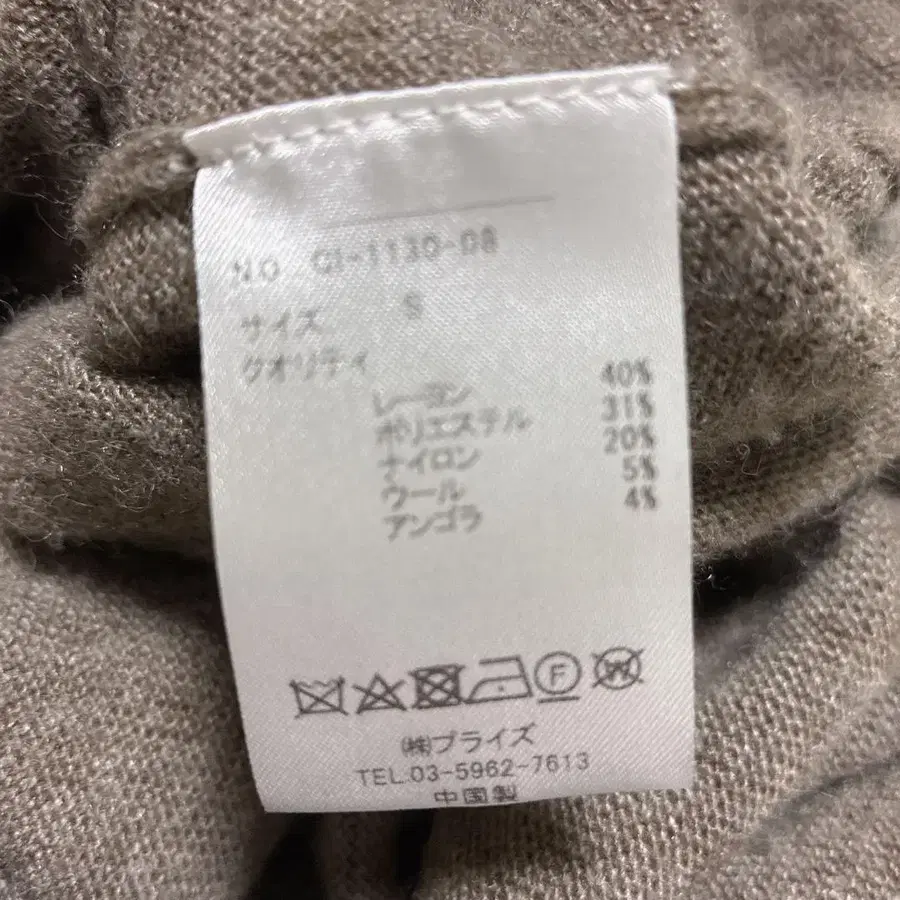 NO GI-1130-08
サイズ S
クオリティ
レーヨン 40%
ポリエステル 31%
ナイロン 20%
ウール 5%
アンゴラ 4%
F W
㈱プライズ
TEL.03-5962-7613
中国製